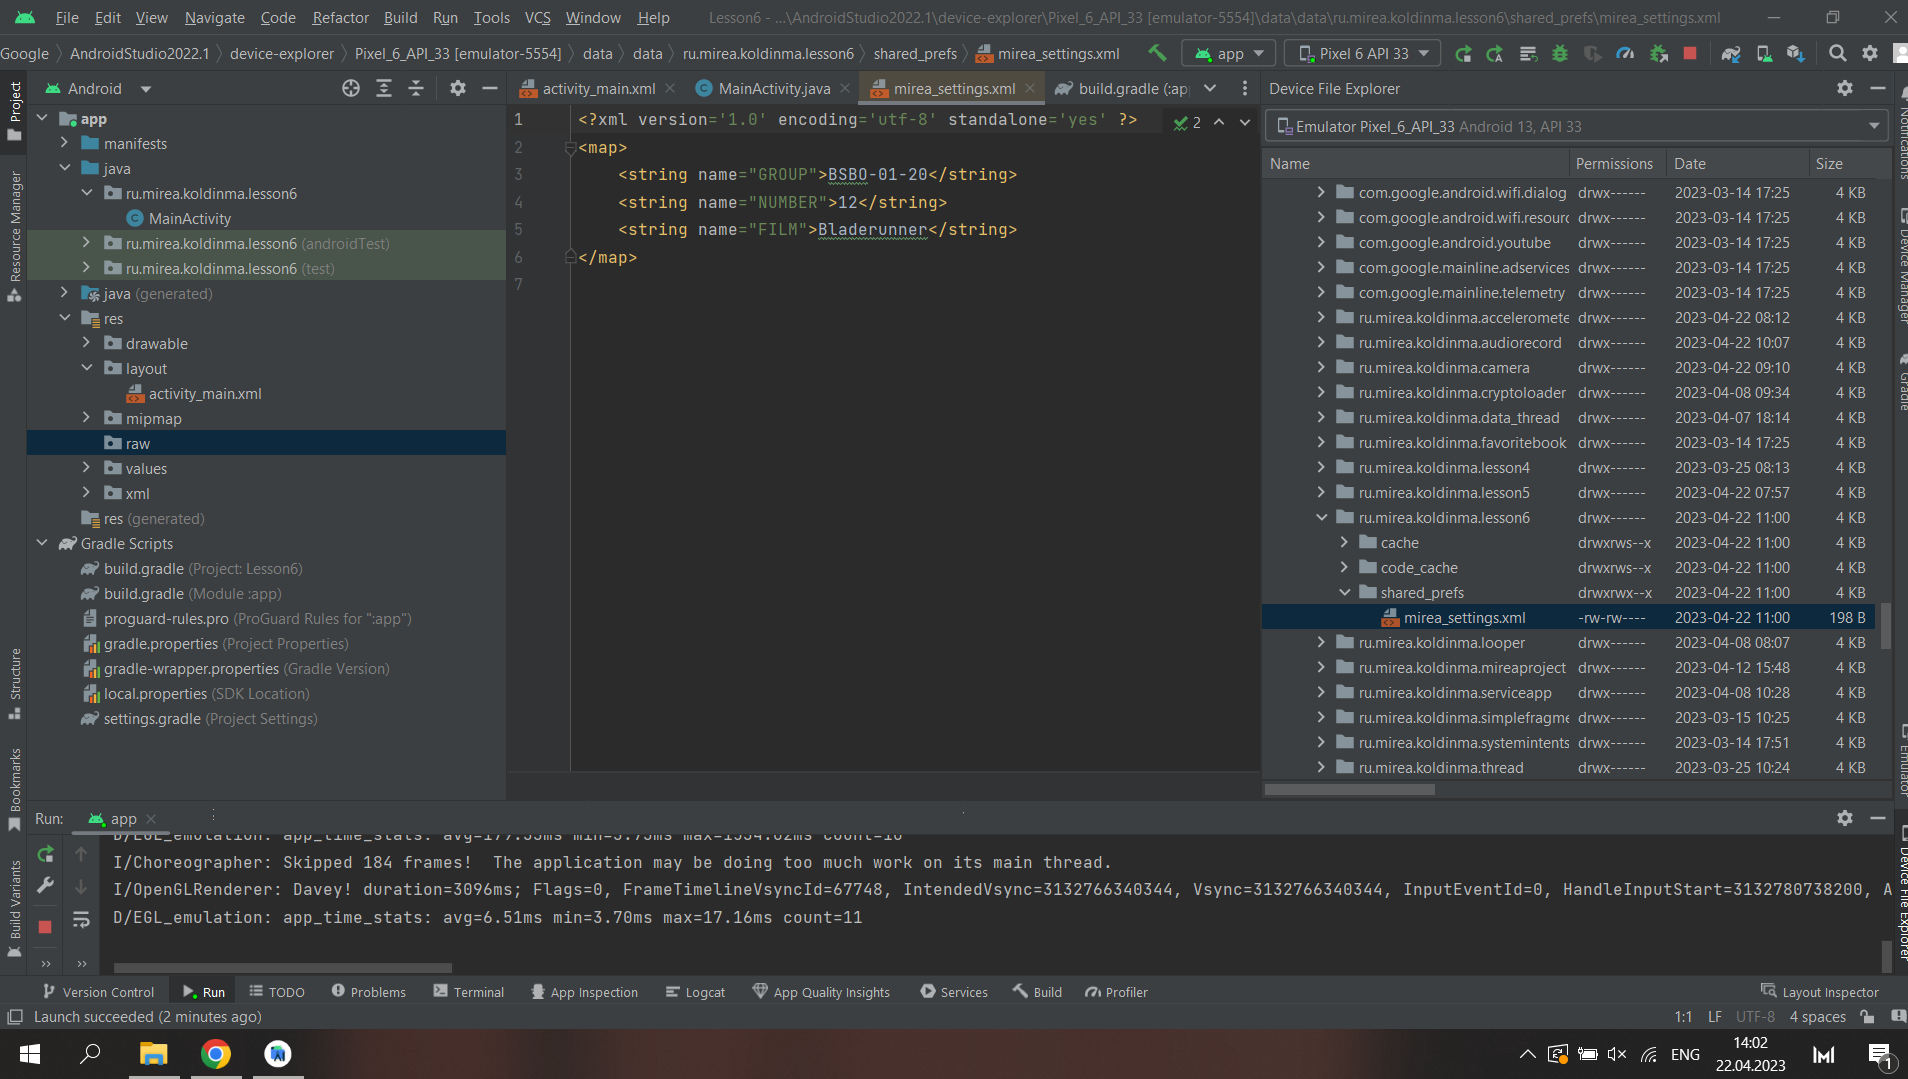 File Edit View Navigate Code Refactor Build Run Tools VCS Window Help Lesson6 - ...\AndroidStudio2022.1\device-explorer\Pixel_6_API_33 [emulator-5554]\data\data\ru.mirea.koldinma.lesson6\shared_prefs\mirea_settings.xml
Google AndroidStudio2022.1 device-explorer Pixel_6_API_33 [emulator-5554] data data ru.mirea.koldinma.lesson6 shared_prefs mirea_settings.xml app Pixel 6 API 33
Project
Resource Manager
Structure
Bookmarks
Build Variants
Android
app
manifests
java
ru.mirea.koldinma.lesson6
MainActivity
ru.mirea.koldinma.lesson6 (androidTest)
ru.mirea.koldinma.lesson6 (test)
java (generated)
res
drawable
layout
activity_main.xml
mipmap
raw
values
xml
res (generated)
Gradle Scripts
build.gradle (Project: Lesson6)
build.gradle (Module :app)
proguard-rules.pro (ProGuard Rules for ":app")
gradle.properties (Project Properties)
gradle-wrapper.properties (Gradle Version)
local.properties (SDK Location)
settings.gradle (Project Settings)
activity_main.xml MainActivity.java mirea_settings.xml build.gradle (:app
2
1 <?xml version='1.0' encoding='utf-8' standalone='yes' ?>
2 <map>
3 <string name="GROUP">BSBO-01-20</string>
4 <string name="NUMBER">12</string>
5 <string name="FILM">Bladerunner</string>
6 </map>
7
Device File Explorer
Emulator Pixel_6_API_33 Android 13, API 33
Name Permissions Date Size
com.google.android.wifi.dialog drwx------ 2023-03-14 17:25 4 KB
com.google.android.wifi.resourc drwx------ 2023-03-14 17:25 4 KB
com.google.android.youtube drwx------ 2023-03-14 17:25 4 KB
com.google.mainline.adservices drwx------ 2023-03-14 17:25 4 KB
com.google.mainline.telemetry drwx------ 2023-03-14 17:25 4 KB
ru.mirea.koldinma.acceleromete drwx------ 2023-04-22 08:12 4 KB
ru.mirea.koldinma.audiorecord drwx------ 2023-04-22 10:07 4 KB
ru.mirea.koldinma.camera drwx------ 2023-04-22 09:10 4 KB
ru.mirea.koldinma.cryptoloader drwx------ 2023-04-08 09:34 4 KB
ru.mirea.koldinma.data_thread drwx------ 2023-04-07 18:14 4 KB
ru.mirea.koldinma.favoritebook drwx------ 2023-03-14 17:25 4 KB
ru.mirea.koldinma.lesson4 drwx------ 2023-03-25 08:13 4 KB
ru.mirea.koldinma.lesson5 drwx------ 2023-04-22 07:57 4 KB
ru.mirea.koldinma.lesson6 drwx------ 2023-04-22 11:00 4 KB
cache drwxrws--x 2023-04-22 11:00 4 KB
code_cache drwxrws--x 2023-04-22 11:00 4 KB
shared_prefs drwxrwx--x 2023-04-22 11:00 4 KB
mirea_settings.xml -rw-rw---- 2023-04-22 11:00 198 B
ru.mirea.koldinma.looper drwx------ 2023-04-08 08:07 4 KB
ru.mirea.koldinma.mireaproject drwx------ 2023-04-12 15:48 4 KB
ru.mirea.koldinma.serviceapp drwx------ 2023-04-08 10:28 4 KB
ru.mirea.koldinma.simplefragme drwx------ 2023-03-15 10:25 4 KB
ru.mirea.koldinma.systemintents drwx------ 2023-03-14 17:51 4 KB
ru.mirea.koldinma.thread drwx------ 2023-03-25 10:24 4 KB
Notifications
Device Manager
Gradle
Emulator
Device File Explorer
Run: app
D/EGL_emulation: app_time_stats: avg=179.33ms min=3.75ms max=1534.62ms count=16
I/Choreographer: Skipped 184 frames!  The application may be doing too much work on its main thread.
I/OpenGLRenderer: Davey! duration=3096ms; Flags=0, FrameTimelineVsyncId=67748, IntendedVsync=3132766340344, Vsync=3132766340344, InputEventId=0, HandleInputStart=3132780738200, A
D/EGL_emulation: app_time_stats: avg=6.51ms min=3.70ms max=17.16ms count=11
Version Control Run TODO Problems Terminal App Inspection Logcat App Quality Insights Services Build Profiler Layout Inspector
Launch succeeded (2 minutes ago) 1:1 LF UTF-8 4 spaces
ENG 14:02
22.04.2023 1